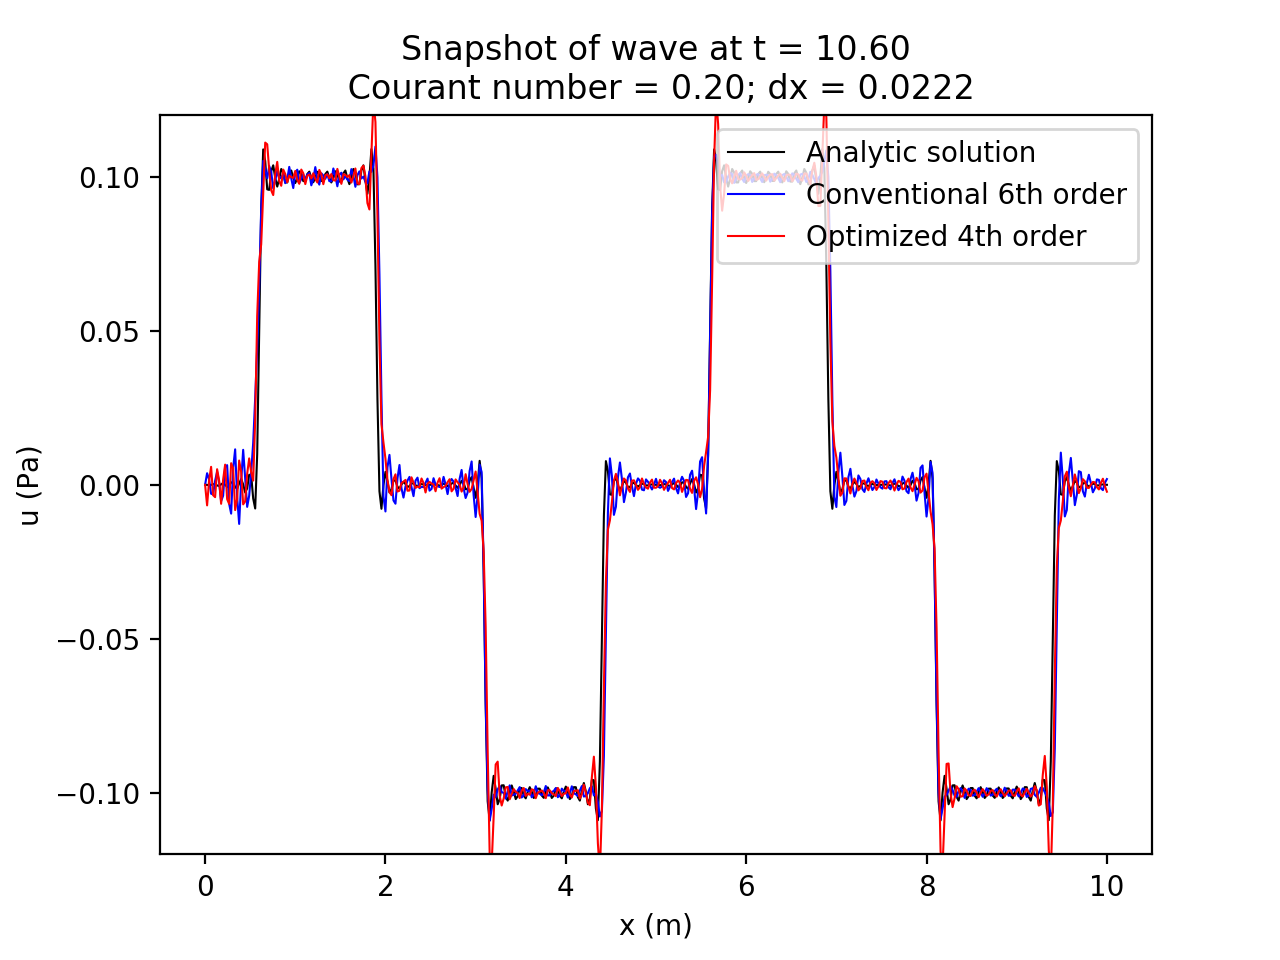 Snapshot of wave at t = 10.60
Courant number = 0.20; dx = 0.0222
Analytic solution
Conventional 6th order
Optimized 4th order
0.10
0.05
0.00
−0.05
−0.10
u (Pa)
0 2 4 6 8 10
x (m)